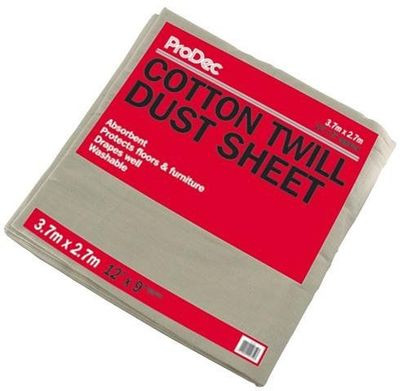 ProDec
COTTON TWILL
DUST SHEET
3.7m x 2.7m
Absorbent
Protects floors & furniture
Drapes well
Washable
3.7m x 2.7m 12' x 9'